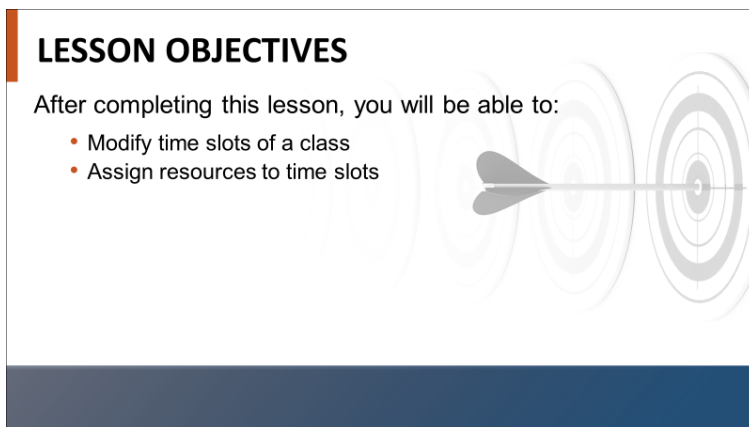 LESSON OBJECTIVES
After completing this lesson, you will be able to:
• Modify time slots of a class
• Assign resources to time slots